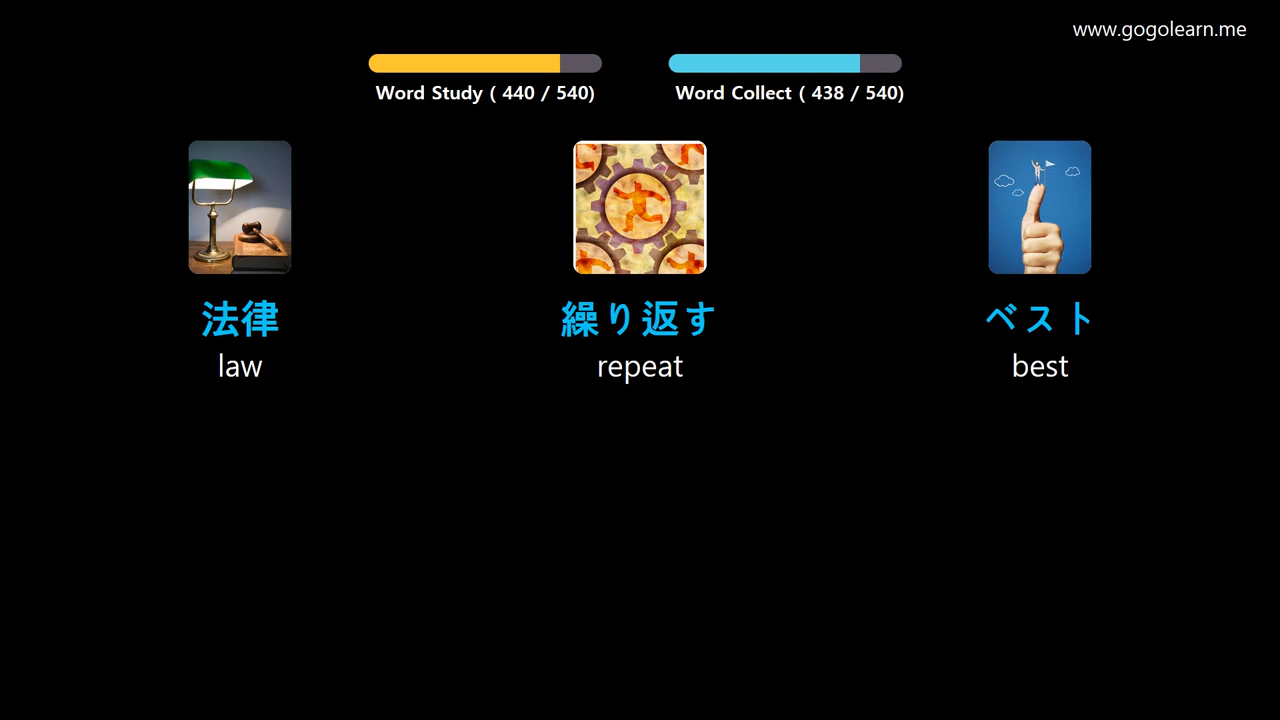 www.gogolearn.me
Word Study ( 440 / 540)
Word Collect ( 438 / 540)
法律
law
繰り返す
repeat
ベスト
best